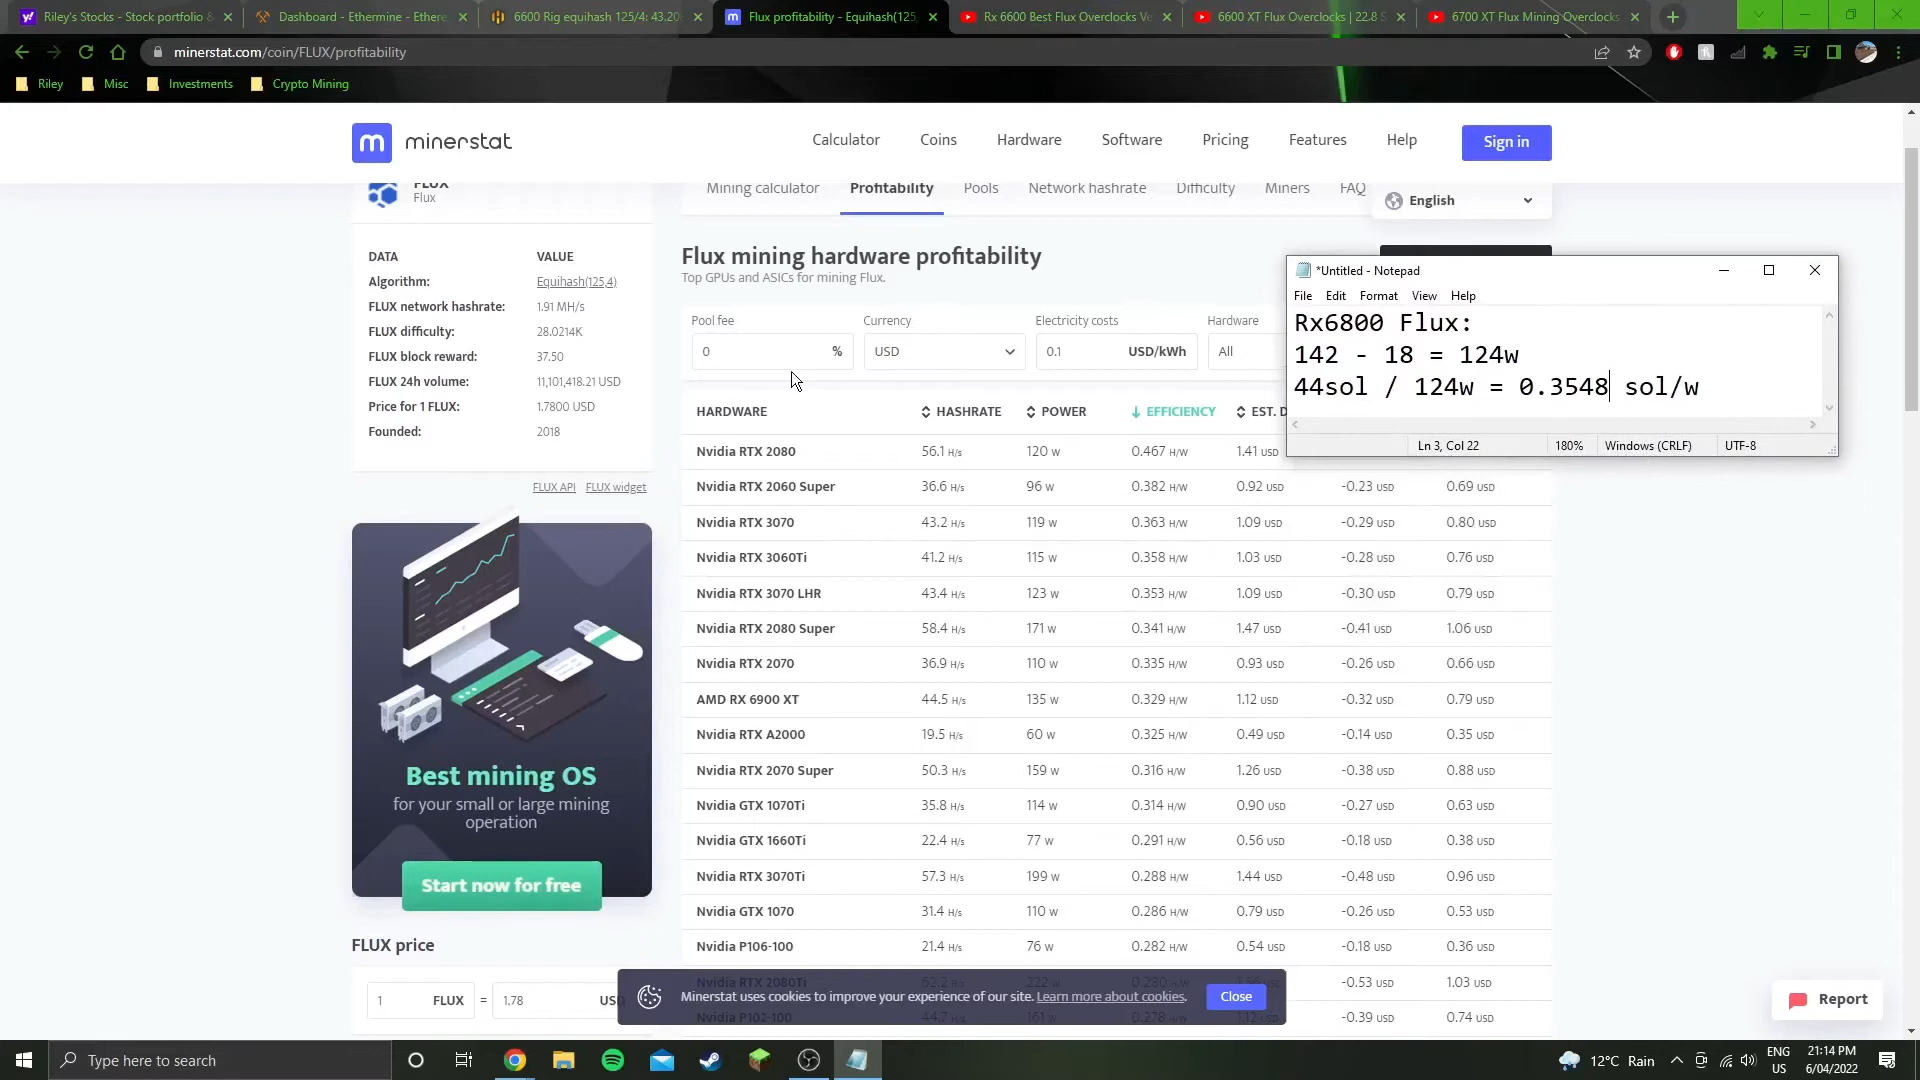 Riley's Stocks - Stock portfolio &
Dashboard - Ethermine - Ethere
6600 Rig equihash 125/4: 43.20
Flux profitability - Equihash(125,
Rx 6600 Best Flux Overclocks Ve
6600 XT Flux Overclocks | 22.8 S
6700 XT Flux Mining Overclocks
minerstat.com/coin/FLUX/profitability
Riley
Misc
Investments
Crypto Mining
m minerstat
Calculator
Coins
Hardware
Software
Pricing
Features
Help
Sign in
FLUX
Flux
Mining calculator
Profitability
Pools
Network hashrate
Difficulty
Miners
FAQ
English
DATA VALUE
Algorithm: Equihash(125,4)
FLUX network hashrate: 1.91 MH/s
FLUX difficulty: 28.0214K
FLUX block reward: 37.50
FLUX 24h volume: 11,101,418.21 USD
Price for 1 FLUX: 1.7800 USD
Founded: 2018
FLUX API FLUX widget
Best mining OS
for your small or large mining
operation
Start now for free
FLUX price
1 FLUX = 1.78 USD
Flux mining hardware profitability
Top GPUs and ASICs for mining Flux.
Pool fee Currency Electricity costs Hardware
0 % USD 0.1 USD/kWh All
HARDWARE HASHRATE POWER EFFICIENCY EST. D
Nvidia RTX 2080 56.1 H/s 120 W 0.467 H/W 1.41 USD
Nvidia RTX 2060 Super 36.6 H/s 96 W 0.382 H/W 0.92 USD -0.23 USD 0.69 USD
Nvidia RTX 3070 43.2 H/s 119 W 0.363 H/W 1.09 USD -0.29 USD 0.80 USD
Nvidia RTX 3060Ti 41.2 H/s 115 W 0.358 H/W 1.03 USD -0.28 USD 0.76 USD
Nvidia RTX 3070 LHR 43.4 H/s 123 W 0.353 H/W 1.09 USD -0.30 USD 0.79 USD
Nvidia RTX 2080 Super 58.4 H/s 171 W 0.341 H/W 1.47 USD -0.41 USD 1.06 USD
Nvidia RTX 2070 36.9 H/s 110 W 0.335 H/W 0.93 USD -0.26 USD 0.66 USD
AMD RX 6900 XT 44.5 H/s 135 W 0.329 H/W 1.12 USD -0.32 USD 0.79 USD
Nvidia RTX A2000 19.5 H/s 60 W 0.325 H/W 0.49 USD -0.14 USD 0.35 USD
Nvidia RTX 2070 Super 50.3 H/s 159 W 0.316 H/W 1.26 USD -0.38 USD 0.88 USD
Nvidia GTX 1070Ti 35.8 H/s 114 W 0.314 H/W 0.90 USD -0.27 USD 0.63 USD
Nvidia GTX 1660Ti 22.4 H/s 77 W 0.291 H/W 0.56 USD -0.18 USD 0.38 USD
Nvidia RTX 3070Ti 57.3 H/s 199 W 0.288 H/W 1.44 USD -0.48 USD 0.96 USD
Nvidia GTX 1070 31.4 H/s 110 W 0.286 H/W 0.79 USD -0.26 USD 0.53 USD
Nvidia P106-100 21.4 H/s 76 W 0.282 H/W 0.54 USD -0.18 USD 0.36 USD
Nvidia RTX 2080Ti 62.2 H/s 222 W 0.280 H/W -0.53 USD 1.03 USD
Nvidia P102-100 44.7 H/s 161 W 0.278 H/W 1.12 USD -0.39 USD 0.74 USD
Minerstat uses cookies to improve your experience of our site. Learn more about cookies.
Close
Report
*Untitled - Notepad
File Edit Format View Help
Rx6800 Flux:
142 - 18 = 124w
44sol / 124w = 0.3548 sol/w
Ln 3, Col 22 180% Windows (CRLF) UTF-8
Type here to search
12°C Rain
ENG
US
21:14 PM
6/04/2022